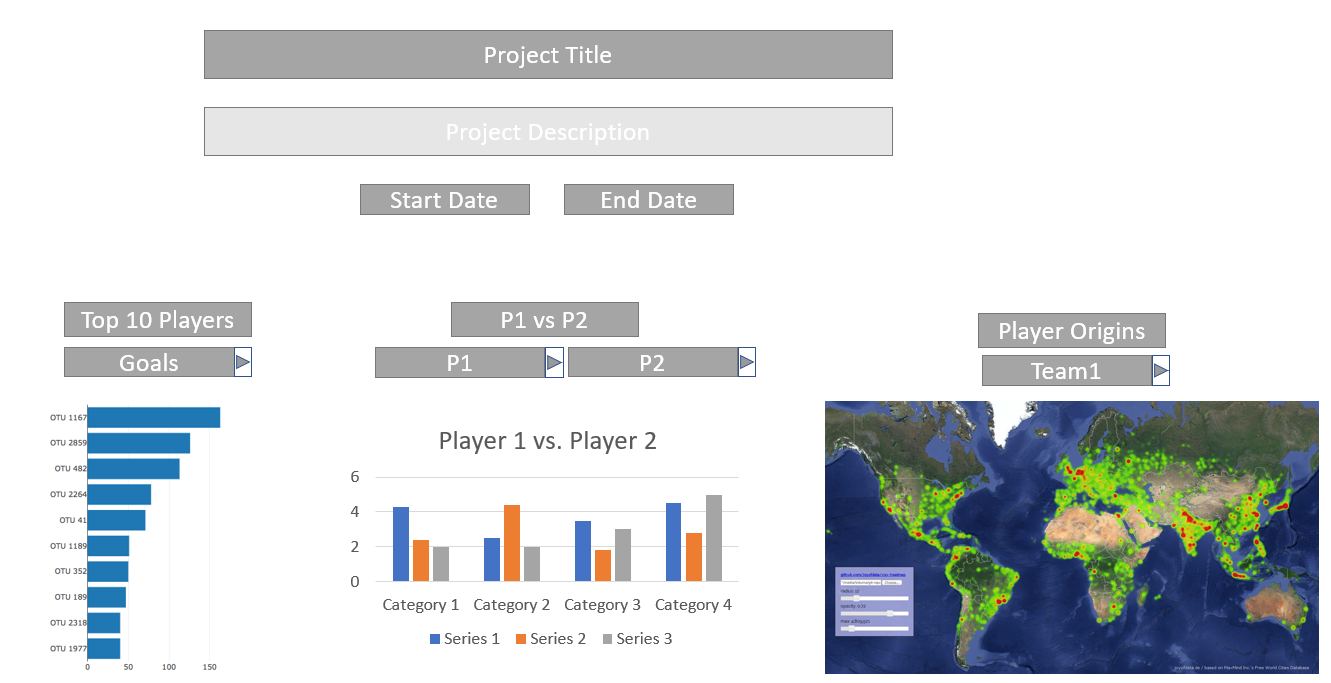 Project Title
Project Description
Start Date
End Date
Top 10 Players
Goals
OTU 1167
OTU 2859
OTU 482
OTU 2264
OTU 41
OTU 1189
OTU 352
OTU 189
OTU 2318
OTU 1977
0 50 100 150
P1 vs P2
P1
P2
Player 1 vs. Player 2
6
4
2
0
Category 1 Category 2 Category 3 Category 4
Series 1 Series 2 Series 3
Player Origins
Team1